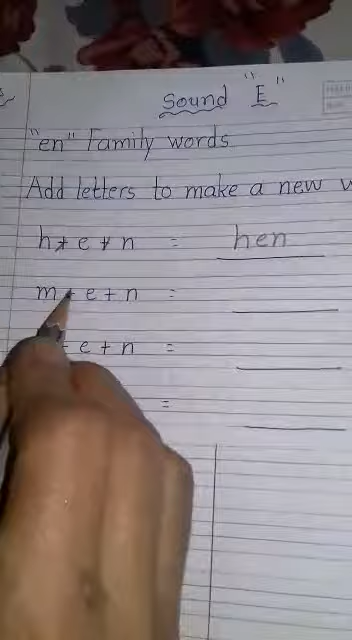 Sound "E"
"en" Family words
Add letters to make a new
h + e + n = hen
m + e + n =
+ e + n =
=